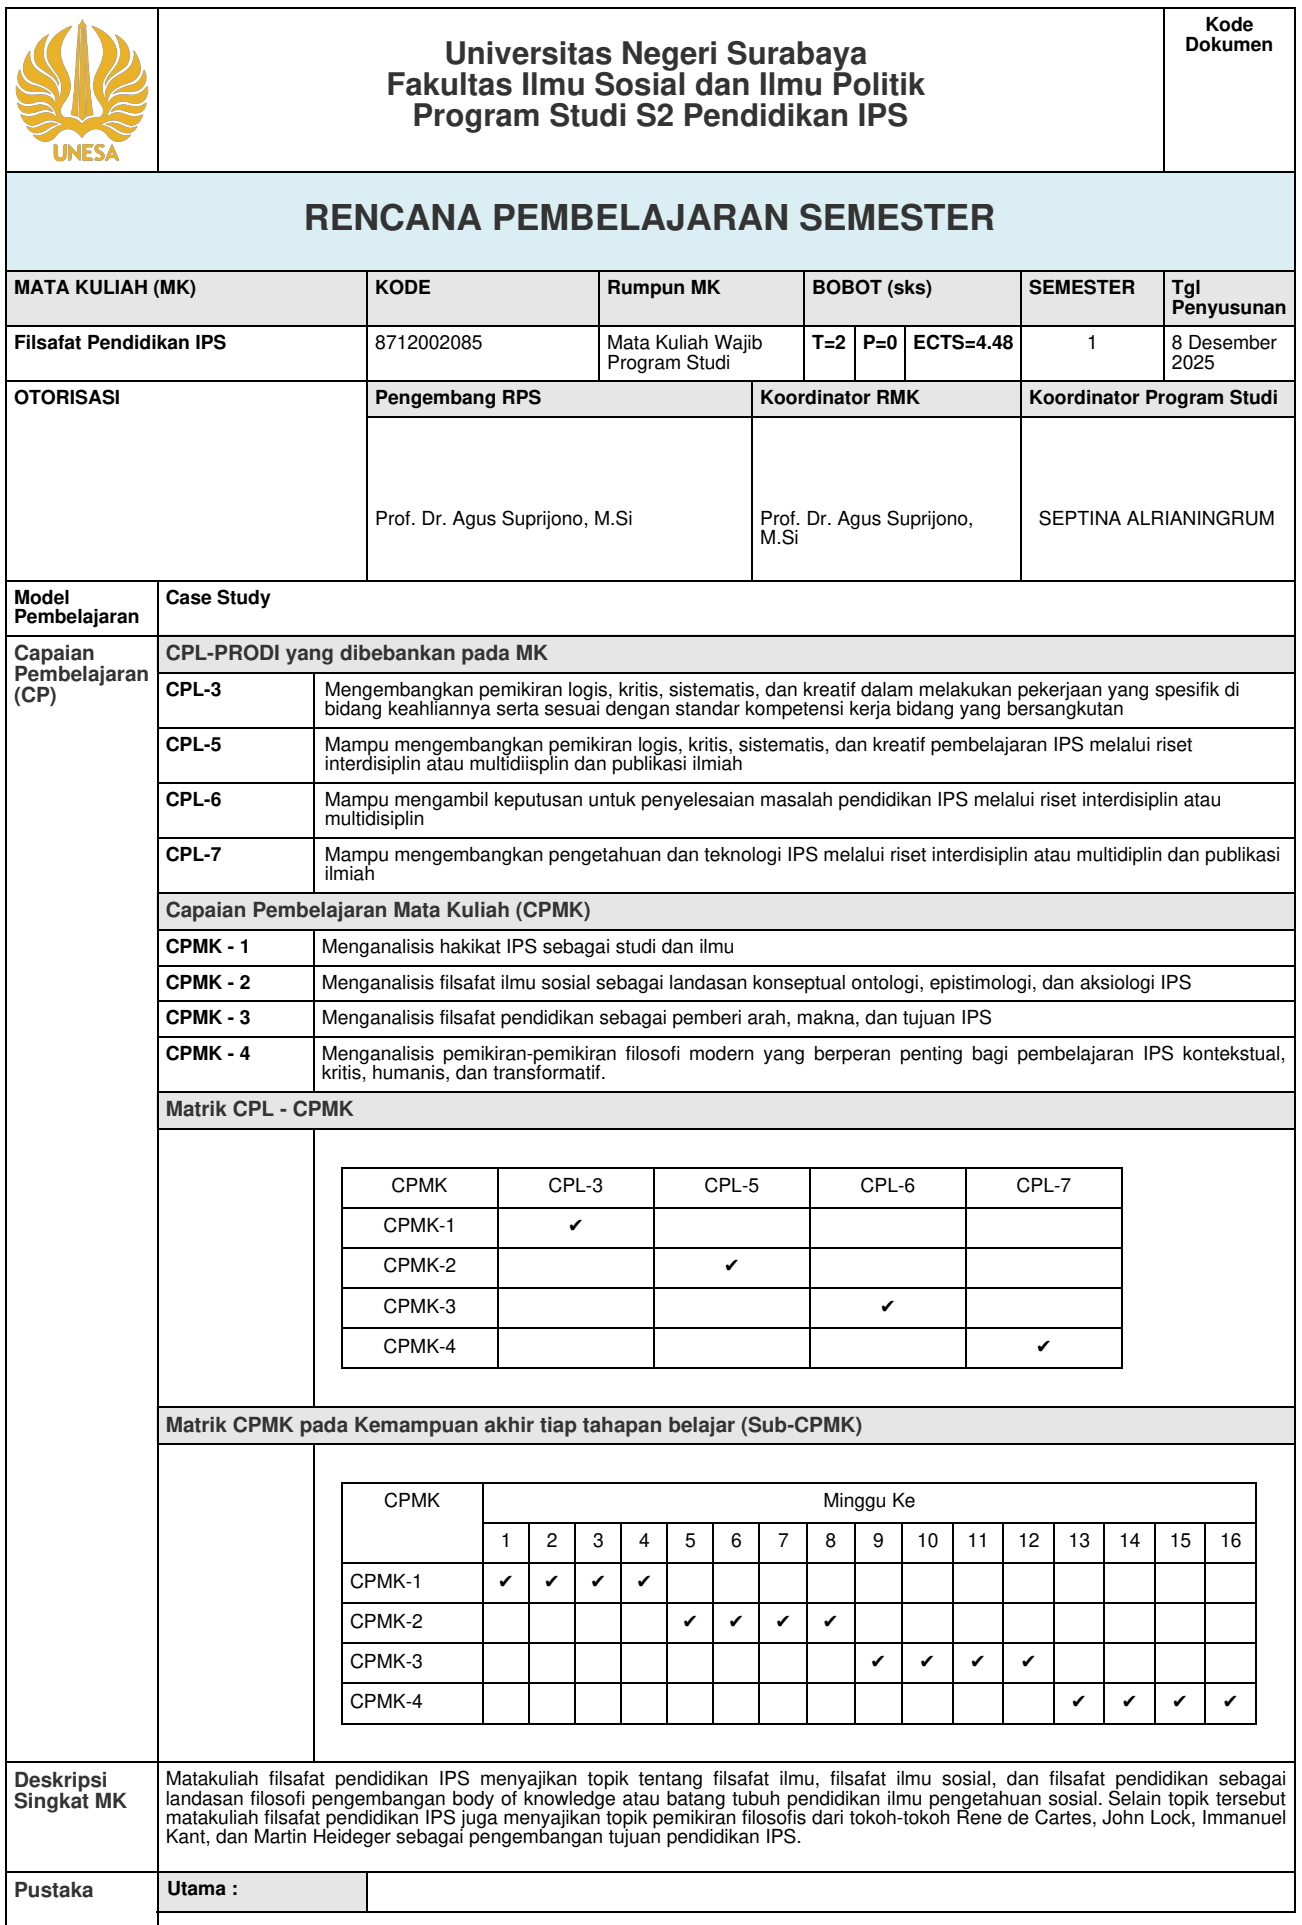 UNESA
Universitas Negeri Surabaya
Fakultas Ilmu Sosial dan Ilmu Politik
Program Studi S2 Pendidikan IPS
Kode
Dokumen
RENCANA PEMBELAJARAN SEMESTER
MATA KULIAH (MK) KODE Rumpun MK BOBOT (sks) SEMESTER Tgl
Penyusunan
Filsafat Pendidikan IPS 8712002085 Mata Kuliah Wajib T=2 P=0 ECTS=4.48 1 8 Desember
Program Studi 2025
OTORISASI Pengembang RPS Koordinator RMK Koordinator Program Studi
Prof. Dr. Agus Suprijono, M.Si Prof. Dr. Agus Suprijono, SEPTINA ALRIANINGRUM
M.Si
Model Case Study
Pembelajaran
Capaian
Pembelajaran
(CP)
CPL-PRODI yang dibebankan pada MK
CPL-3 Mengembangkan pemikiran logis, kritis, sistematis, dan kreatif dalam melakukan pekerjaan yang spesifik di
bidang keahliannya serta sesuai dengan standar kompetensi kerja bidang yang bersangkutan
CPL-5 Mampu mengembangkan pemikiran logis, kritis, sistematis, dan kreatif pembelajaran IPS melalui riset
interdisiplin atau multidiisplin dan publikasi ilmiah
CPL-6 Mampu mengambil keputusan untuk penyelesaian masalah pendidikan IPS melalui riset interdisiplin atau
multidisiplin
CPL-7 Mampu mengembangkan pengetahuan dan teknologi IPS melalui riset interdisiplin atau multidiplin dan publikasi
ilmiah
Capaian Pembelajaran Mata Kuliah (CPMK)
CPMK - 1 Menganalisis hakikat IPS sebagai studi dan ilmu
CPMK - 2 Menganalisis filsafat ilmu sosial sebagai landasan konseptual ontologi, epistimologi, dan aksiologi IPS
CPMK - 3 Menganalisis filsafat pendidikan sebagai pemberi arah, makna, dan tujuan IPS
CPMK - 4 Menganalisis pemikiran-pemikiran filosofi modern yang berperan penting bagi pembelajaran IPS kontekstual,
kritis, humanis, dan transformatif.
Matrik CPL - CPMK
CPMK CPL-3 CPL-5 CPL-6 CPL-7
CPMK-1 ✔
CPMK-2 ✔
CPMK-3 ✔
CPMK-4 ✔
Matrik CPMK pada Kemampuan akhir tiap tahapan belajar (Sub-CPMK)
CPMK Minggu Ke
1 2 3 4 5 6 7 8 9 10 11 12 13 14 15 16
CPMK-1 ✔ ✔ ✔ ✔
CPMK-2 ✔ ✔ ✔ ✔
CPMK-3 ✔ ✔ ✔ ✔
CPMK-4 ✔ ✔ ✔ ✔
Deskripsi
Singkat MK
Matakuliah filsafat pendidikan IPS menyajikan topik tentang filsafat ilmu, filsafat ilmu sosial, dan filsafat pendidikan sebagai
landasan filosofi pengembangan body of knowledge atau batang tubuh pendidikan ilmu pengetahuan sosial. Selain topik tersebut
matakuliah filsafat pendidikan IPS juga menyajikan topik pemikiran filosofis dari tokoh-tokoh Rene de Cartes, John Lock, Immanuel
Kant, dan Martin Heideger sebagai pengembangan tujuan pendidikan IPS.
Pustaka Utama :